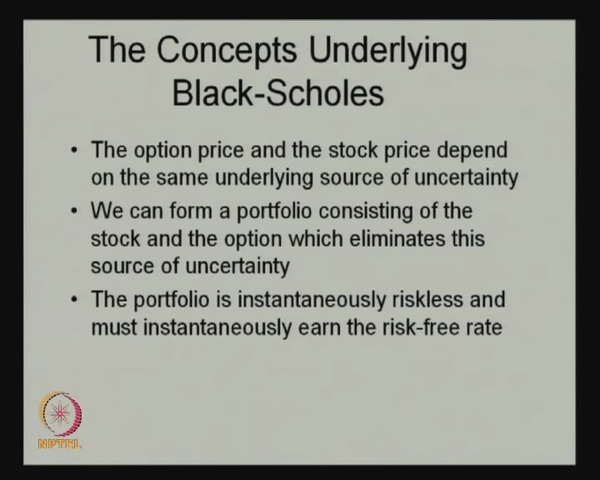 The Concepts Underlying
Black-Scholes
• The option price and the stock price depend
on the same underlying source of uncertainty
• We can form a portfolio consisting of the
stock and the option which eliminates this
source of uncertainty
• The portfolio is instantaneously riskless and
must instantaneously earn the risk-free rate
NPTEL